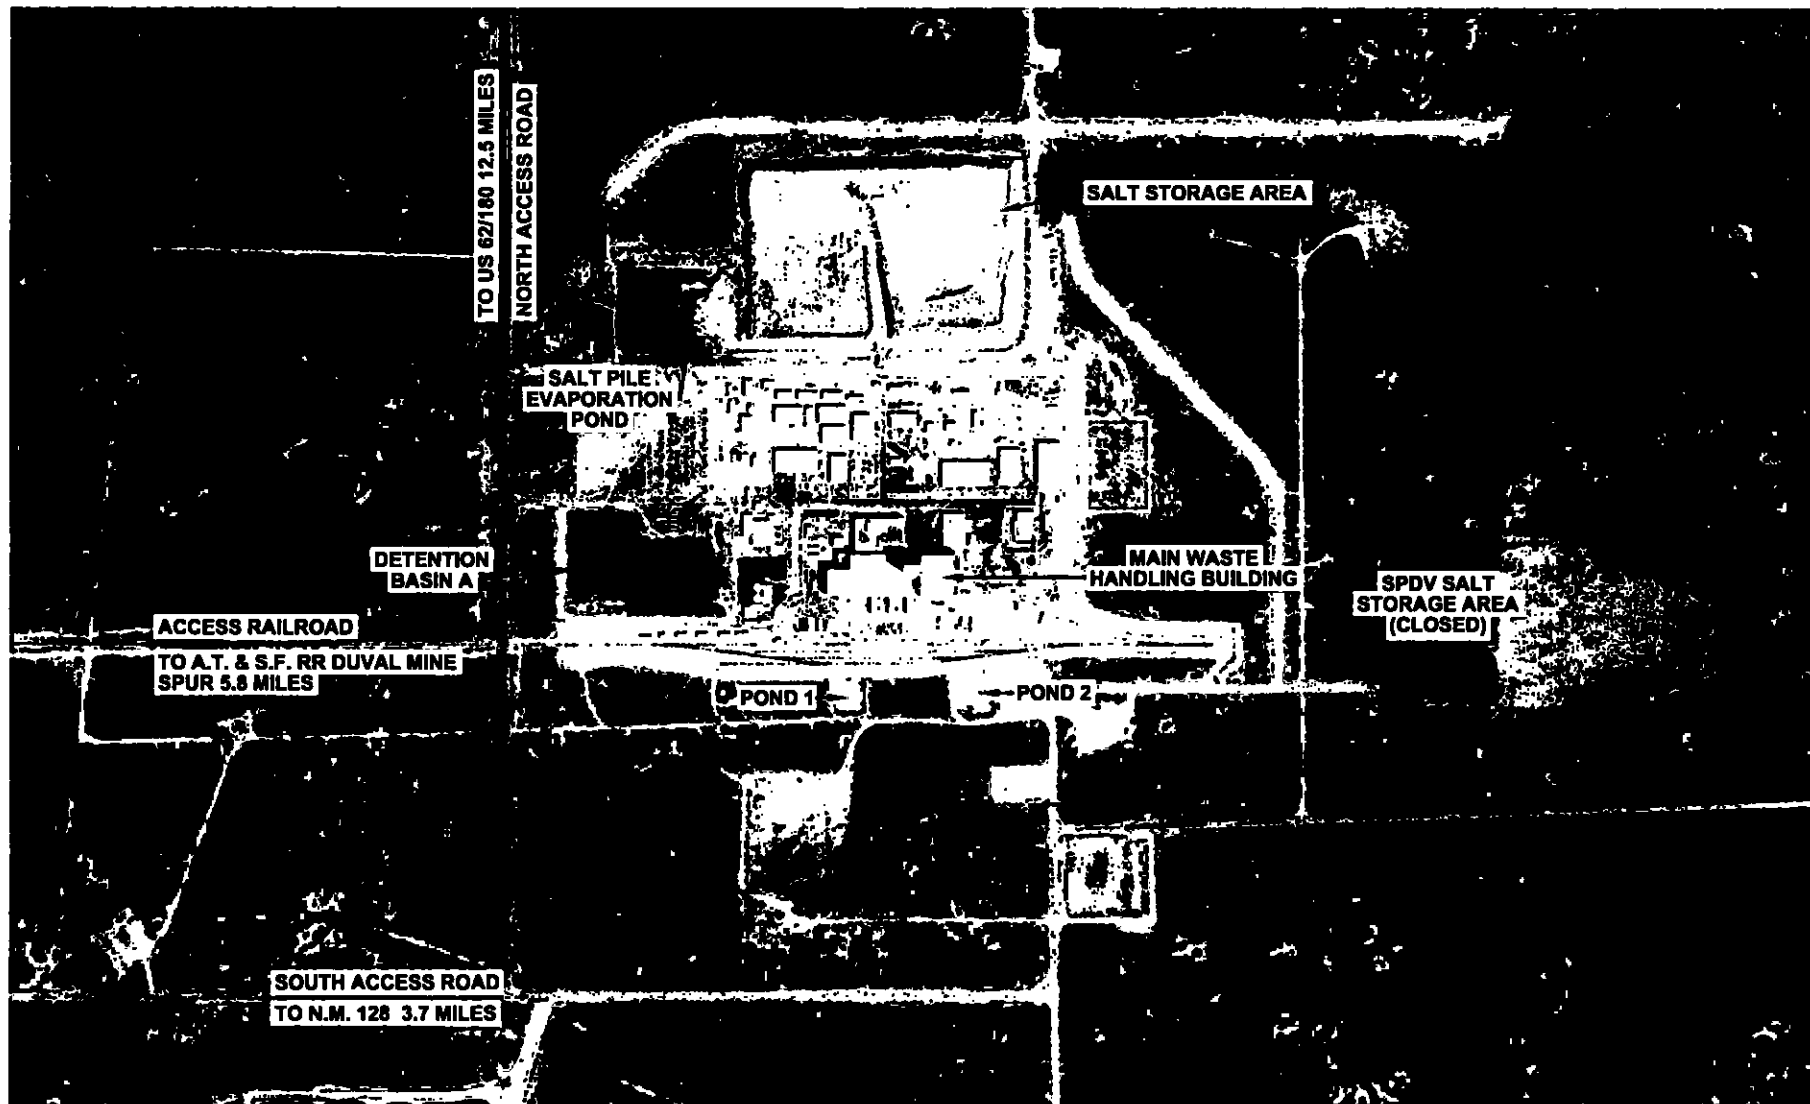 TO US 62/180 12.5 MILES
NORTH ACCESS ROAD
SALT STORAGE AREA
SALT PILE
EVAPORATION
POND
DETENTION
BASIN A
MAIN WASTE
HANDLING BUILDING
SPDV SALT
STORAGE AREA
(CLOSED)
ACCESS RAILROAD
TO A.T. & S.F. RR DUVAL MINE
SPUR 5.8 MILES
POND 1
POND 2
SOUTH ACCESS ROAD
TO N.M. 128 3.7 MILES